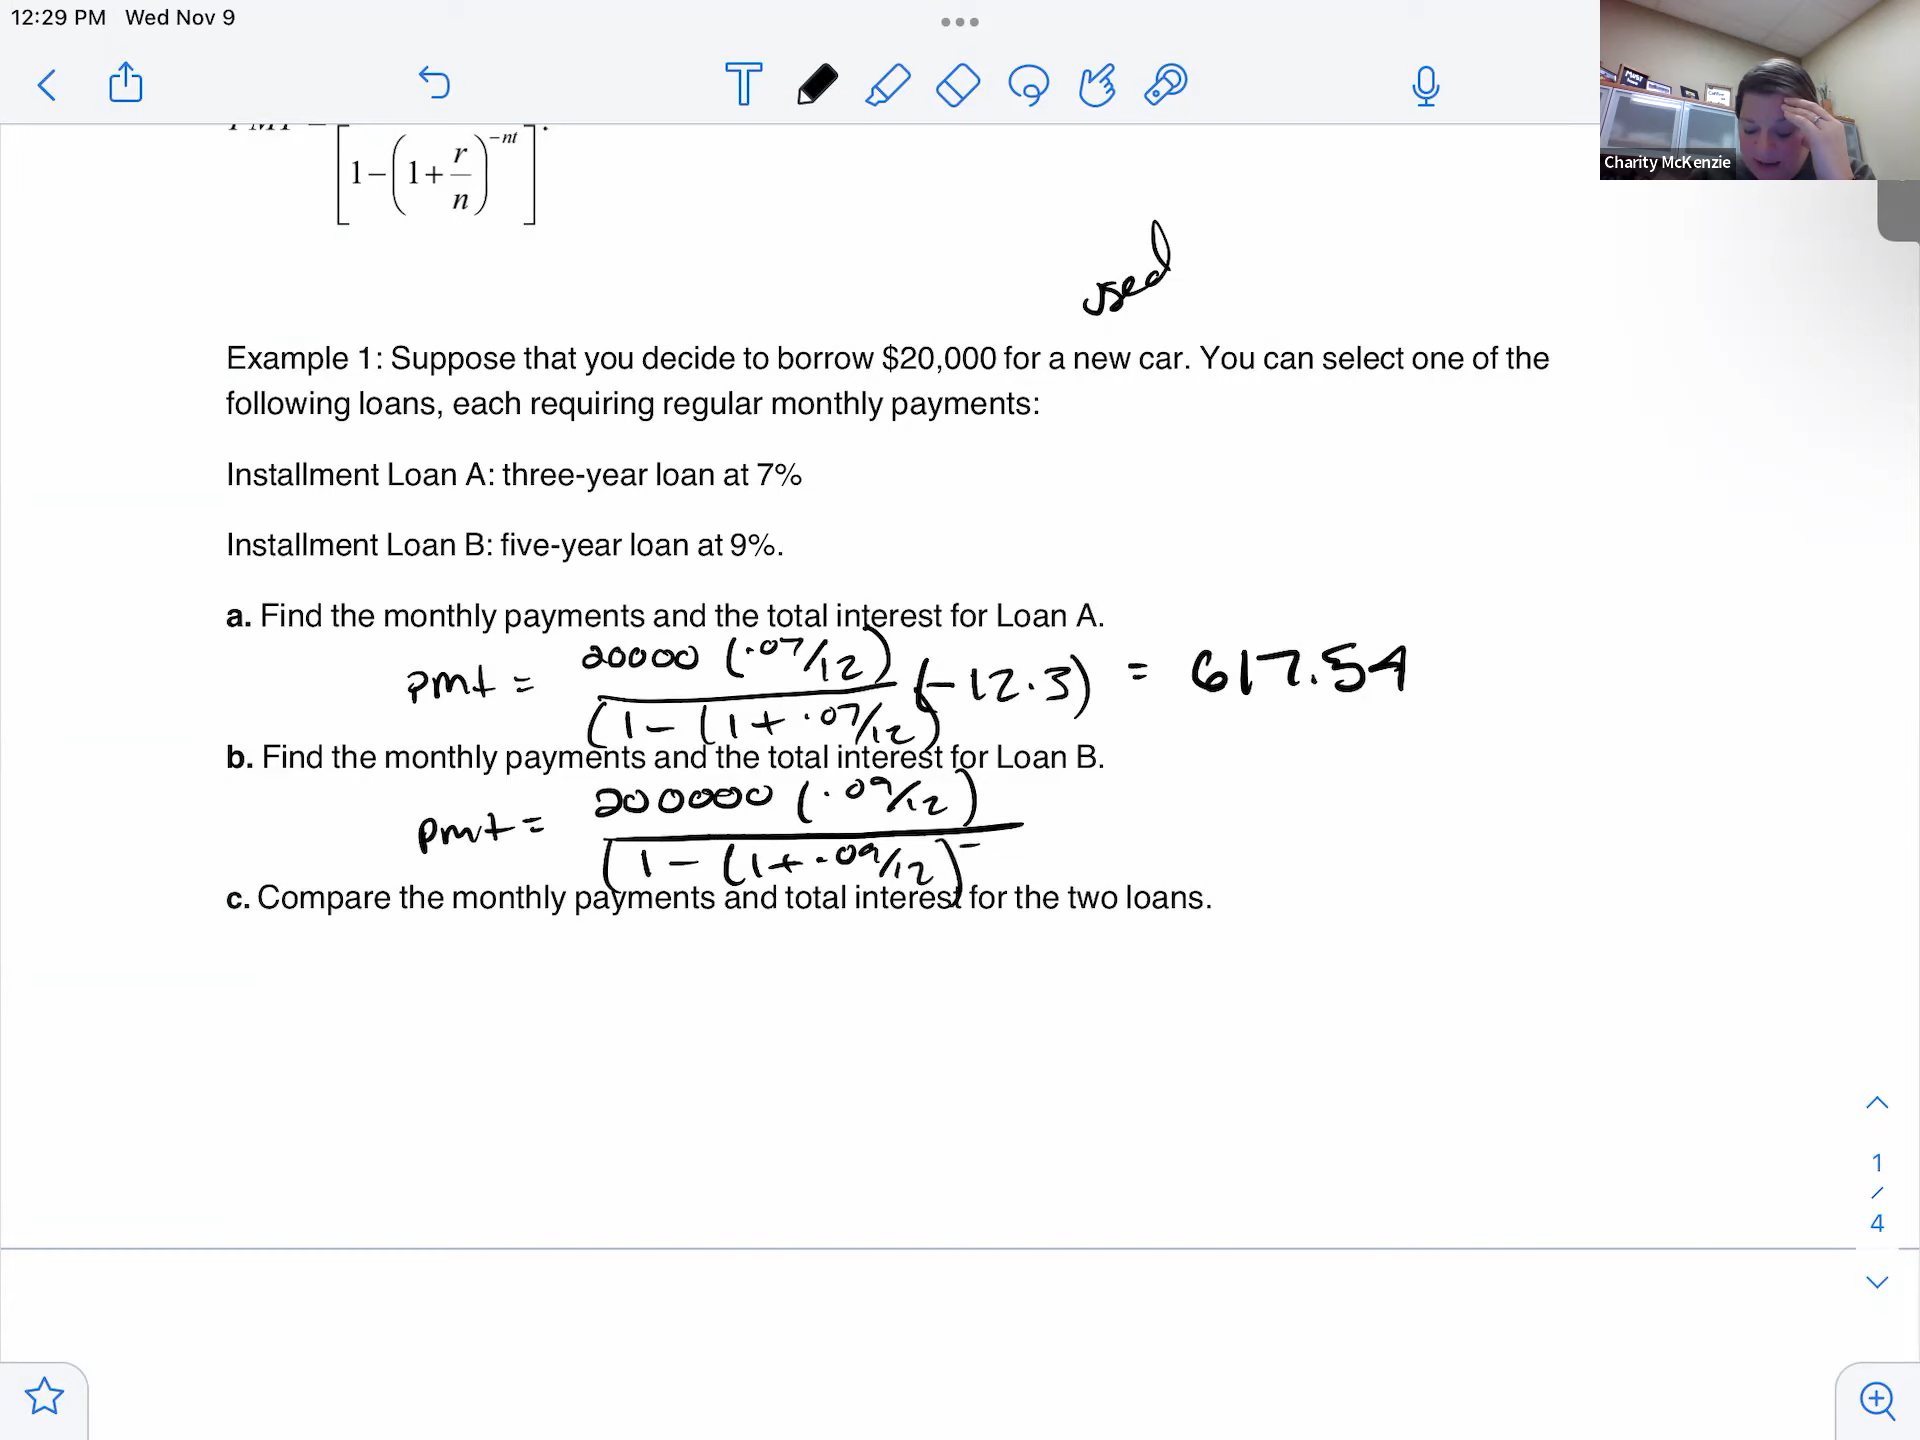 12:29 PM Wed Nov 9
T
Charity McKenzie
[1-(1+r/n)^-nt].
used
Example 1: Suppose that you decide to borrow $20,000 for a new car. You can select one of the
following loans, each requiring regular monthly payments:
Installment Loan A: three-year loan at 7%
Installment Loan B: five-year loan at 9%.
a. Find the monthly payments and the total interest for Loan A.
pmt = 20000 (.07/12) / (1 - (1 + .07/12) (-12.3) = 617.54
b. Find the monthly payments and the total interest for Loan B.
pmt = 200000 (.09/12) / (1 - (1 + .09/12)^-
c. Compare the monthly payments and total interest for the two loans.
1
/
4